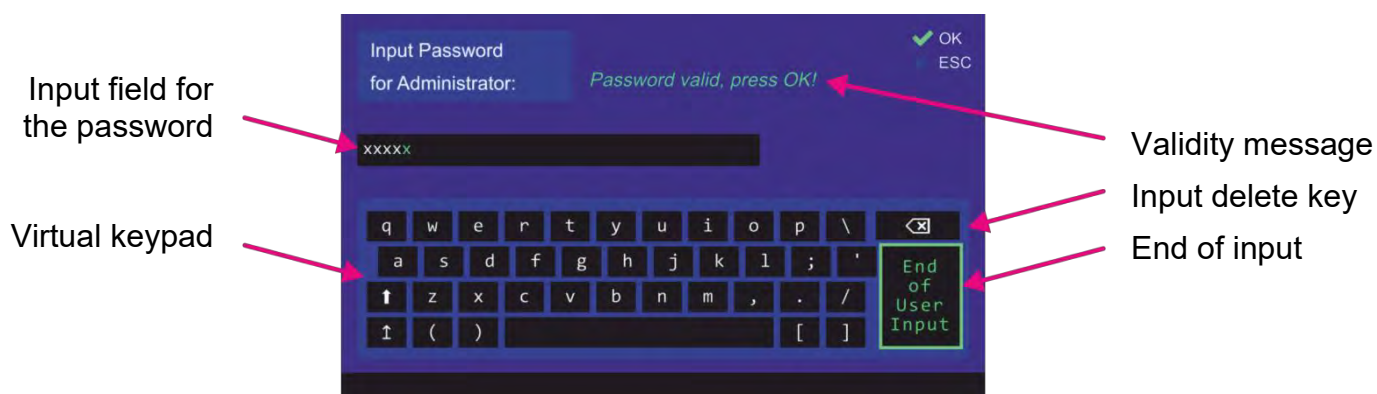 Input Password
for Administrator:
Password valid, press OK!
OK
ESC
Input field for
the password
xxxxx
Validity message
Input delete key
End of input
Virtual keypad
q w e r t y u i o p \
a s d f g h j k l ; '
z x c v b n m , . /
( ) [ ]
End
of
User
Input